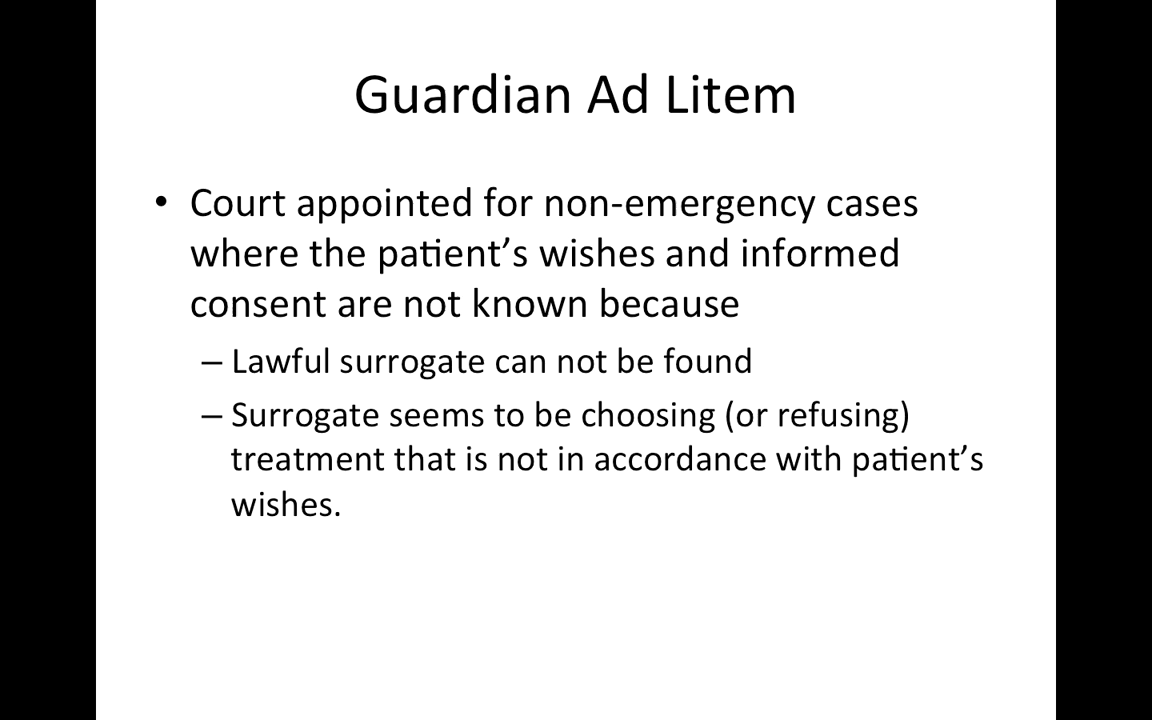 Guardian Ad Litem
• Court appointed for non-emergency cases
where the patient’s wishes and informed
consent are not known because
– Lawful surrogate can not be found
– Surrogate seems to be choosing (or refusing)
treatment that is not in accordance with patient’s
wishes.